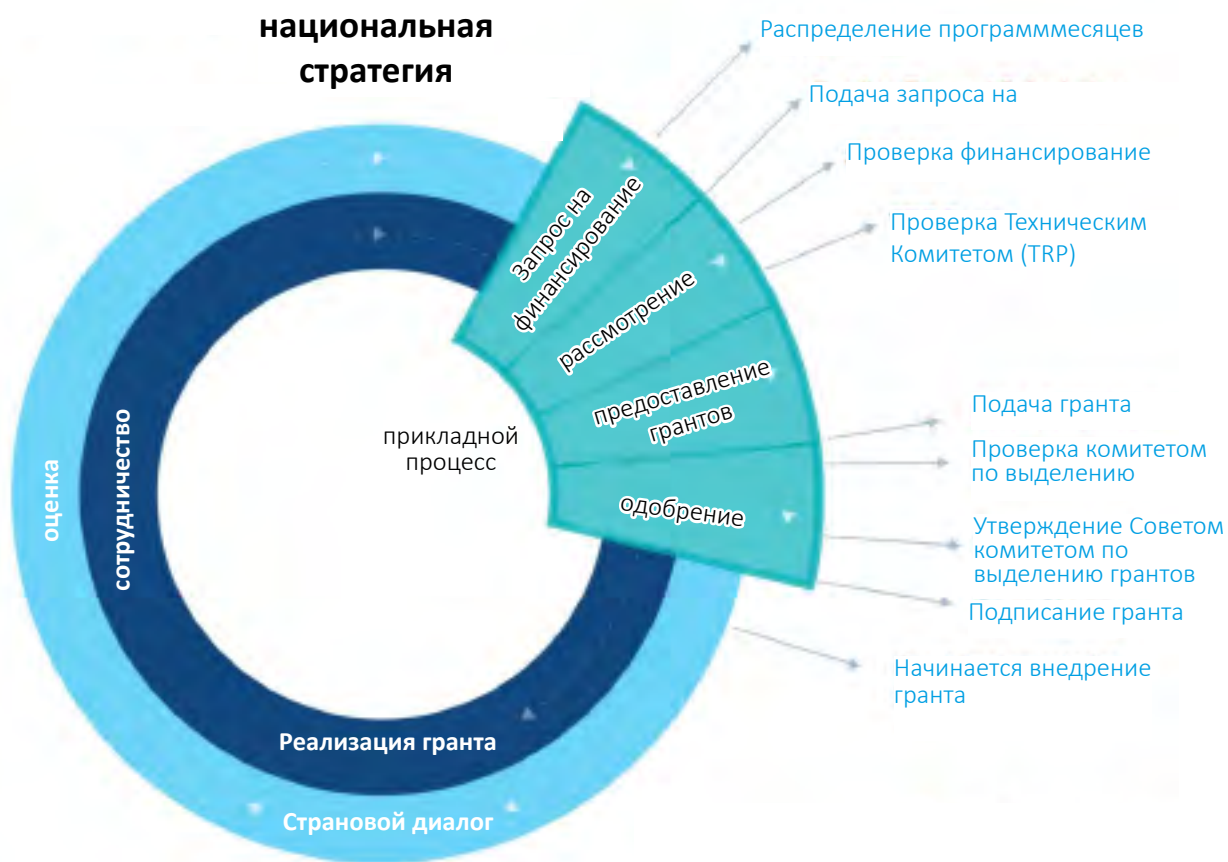 национальная
стратегия
Распределение программмесяцев
Подача запроса на
Проверка финансирование
Проверка Техническим
Комитетом (TRP)
Запрос на
финансирование
рассмотрение
предоставление
грантов
одобрение
прикладной
процесс
Подача гранта
Проверка комитетом
по выделению
Утверждение Советом
комитетом по
выделению грантов
Подписание гранта
Начинается внедрение
гранта
оценка
сотрудничество
Реализация гранта
Страновой диалог